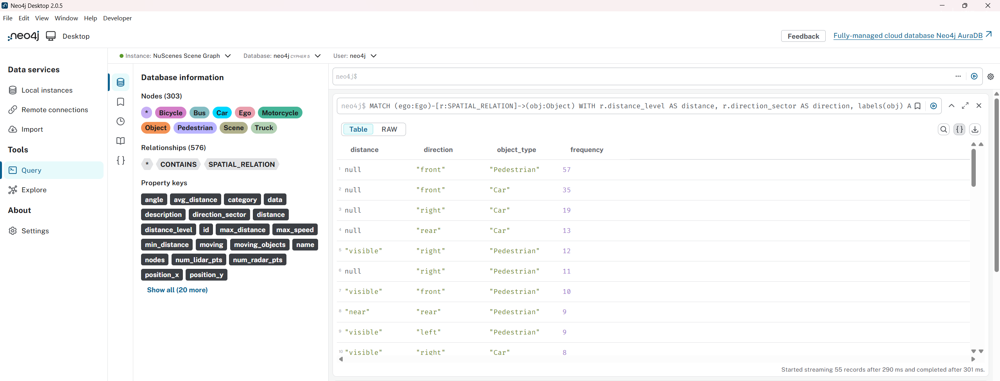 Neo4j Desktop 2.0.5
File Edit View Window Help Developer
neo4j Desktop
Feedback
Fully-managed cloud database Neo4j AuraDB
Data services
Local instances
Remote connections
Import
Tools
Query
Explore
About
Settings
Instance: NuScenes Scene Graph Database: neo4j CYPHER 5 User: neo4j
Database information
Nodes (303)
* Bicycle Bus Car Ego Motorcycle
Object Pedestrian Scene Truck
Relationships (576)
* CONTAINS SPATIAL_RELATION
Property keys
angle avg_distance category data
description direction_sector distance
distance_level id max_distance max_speed
min_distance moving moving_objects name
nodes num_lidar_pts num_radar_pts
position_x position_y
Show all (20 more)
neo4j$
neo4j$ MATCH (ego:Ego)-[r:SPATIAL_RELATION]->(obj:Object) WITH r.distance_level AS distance, r.direction_sector AS direction, labels(obj) A
Table RAW
distance direction object_type frequency
1 null "front" "Pedestrian" 57
2 null "front" "Car" 35
3 null "right" "Car" 19
4 null "rear" "Car" 13
5 "visible" "right" "Pedestrian" 12
6 null "right" "Pedestrian" 11
7 "visible" "front" "Pedestrian" 10
8 "near" "rear" "Pedestrian" 9
9 "visible" "left" "Pedestrian" 9
10 "visible" "right" "Car" 8
Started streaming 55 records after 290 ms and completed after 301 ms.